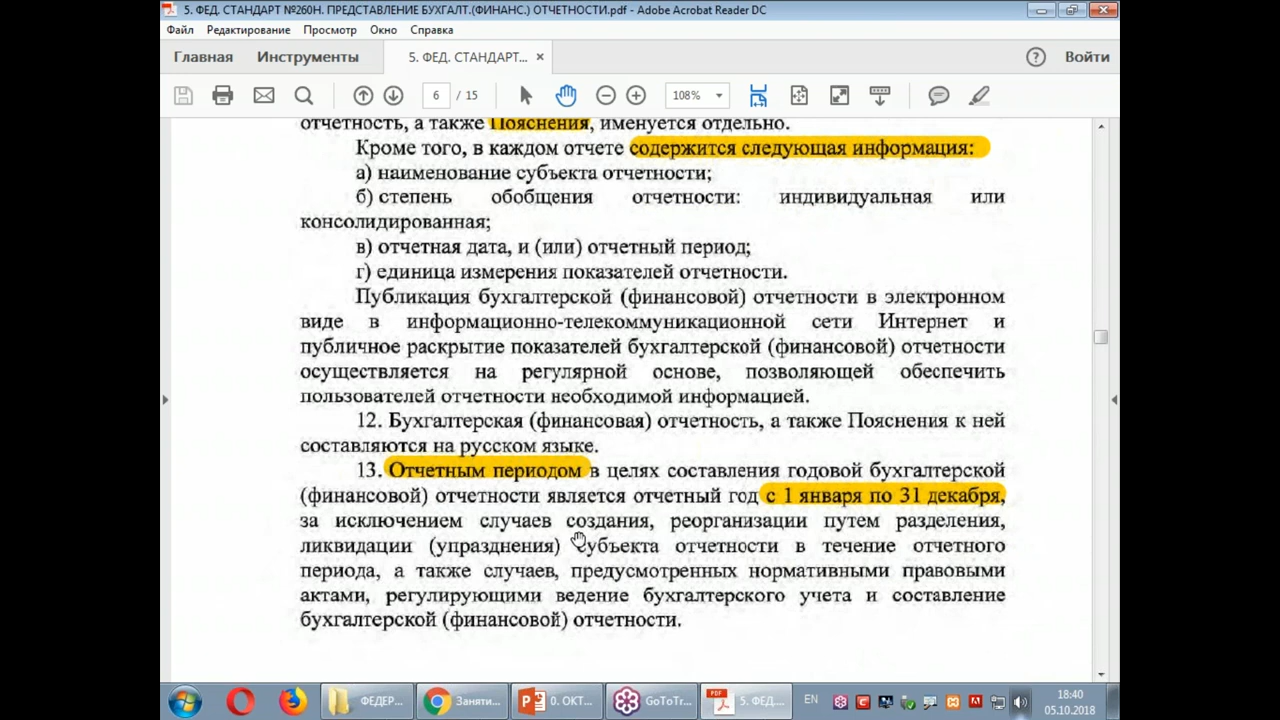 5. ФЕД. СТАНДАРТ №260Н. ПРЕДСТАВЛЕНИЕ БУХГАЛТ.(ФИНАНС.) ОТЧЕТНОСТИ.pdf - Adobe Acrobat Reader DC
Файл Редактирование Просмотр Окно Справка
Главная Инструменты 5. ФЕД. СТАНДАРТ... × ? Войти
6 / 15 108%
отчетность, а также Пояснения, именуется отдельно.
Кроме того, в каждом отчете содержится следующая информация:
а) наименование субъекта отчетности;
б) степень обобщения отчетности: индивидуальная или
консолидированная;
в) отчетная дата, и (или) отчетный период;
г) единица измерения показателей отчетности.
Публикация бухгалтерской (финансовой) отчетности в электронном
виде в информационно-телекоммуникационной сети Интернет и
публичное раскрытие показателей бухгалтерской (финансовой) отчетности
осуществляется на регулярной основе, позволяющей обеспечить
пользователей отчетности необходимой информацией.
12. Бухгалтерская (финансовая) отчетность, а также Пояснения к ней
составляются на русском языке.
13. Отчетным периодом в целях составления годовой бухгалтерской
(финансовой) отчетности является отчетный год с 1 января по 31 декабря,
за исключением случаев создания, реорганизации путем разделения,
ликвидации (упразднения) субъекта отчетности в течение отчетного
периода, а также случаев, предусмотренных нормативными правовыми
актами, регулирующими ведение бухгалтерского учета и составление
бухгалтерской (финансовой) отчетности.
ФЕДЕР... Заняти... 0. ОКТ... GoToTr... 5. ФЕД... EN 18:40
05.10.2018